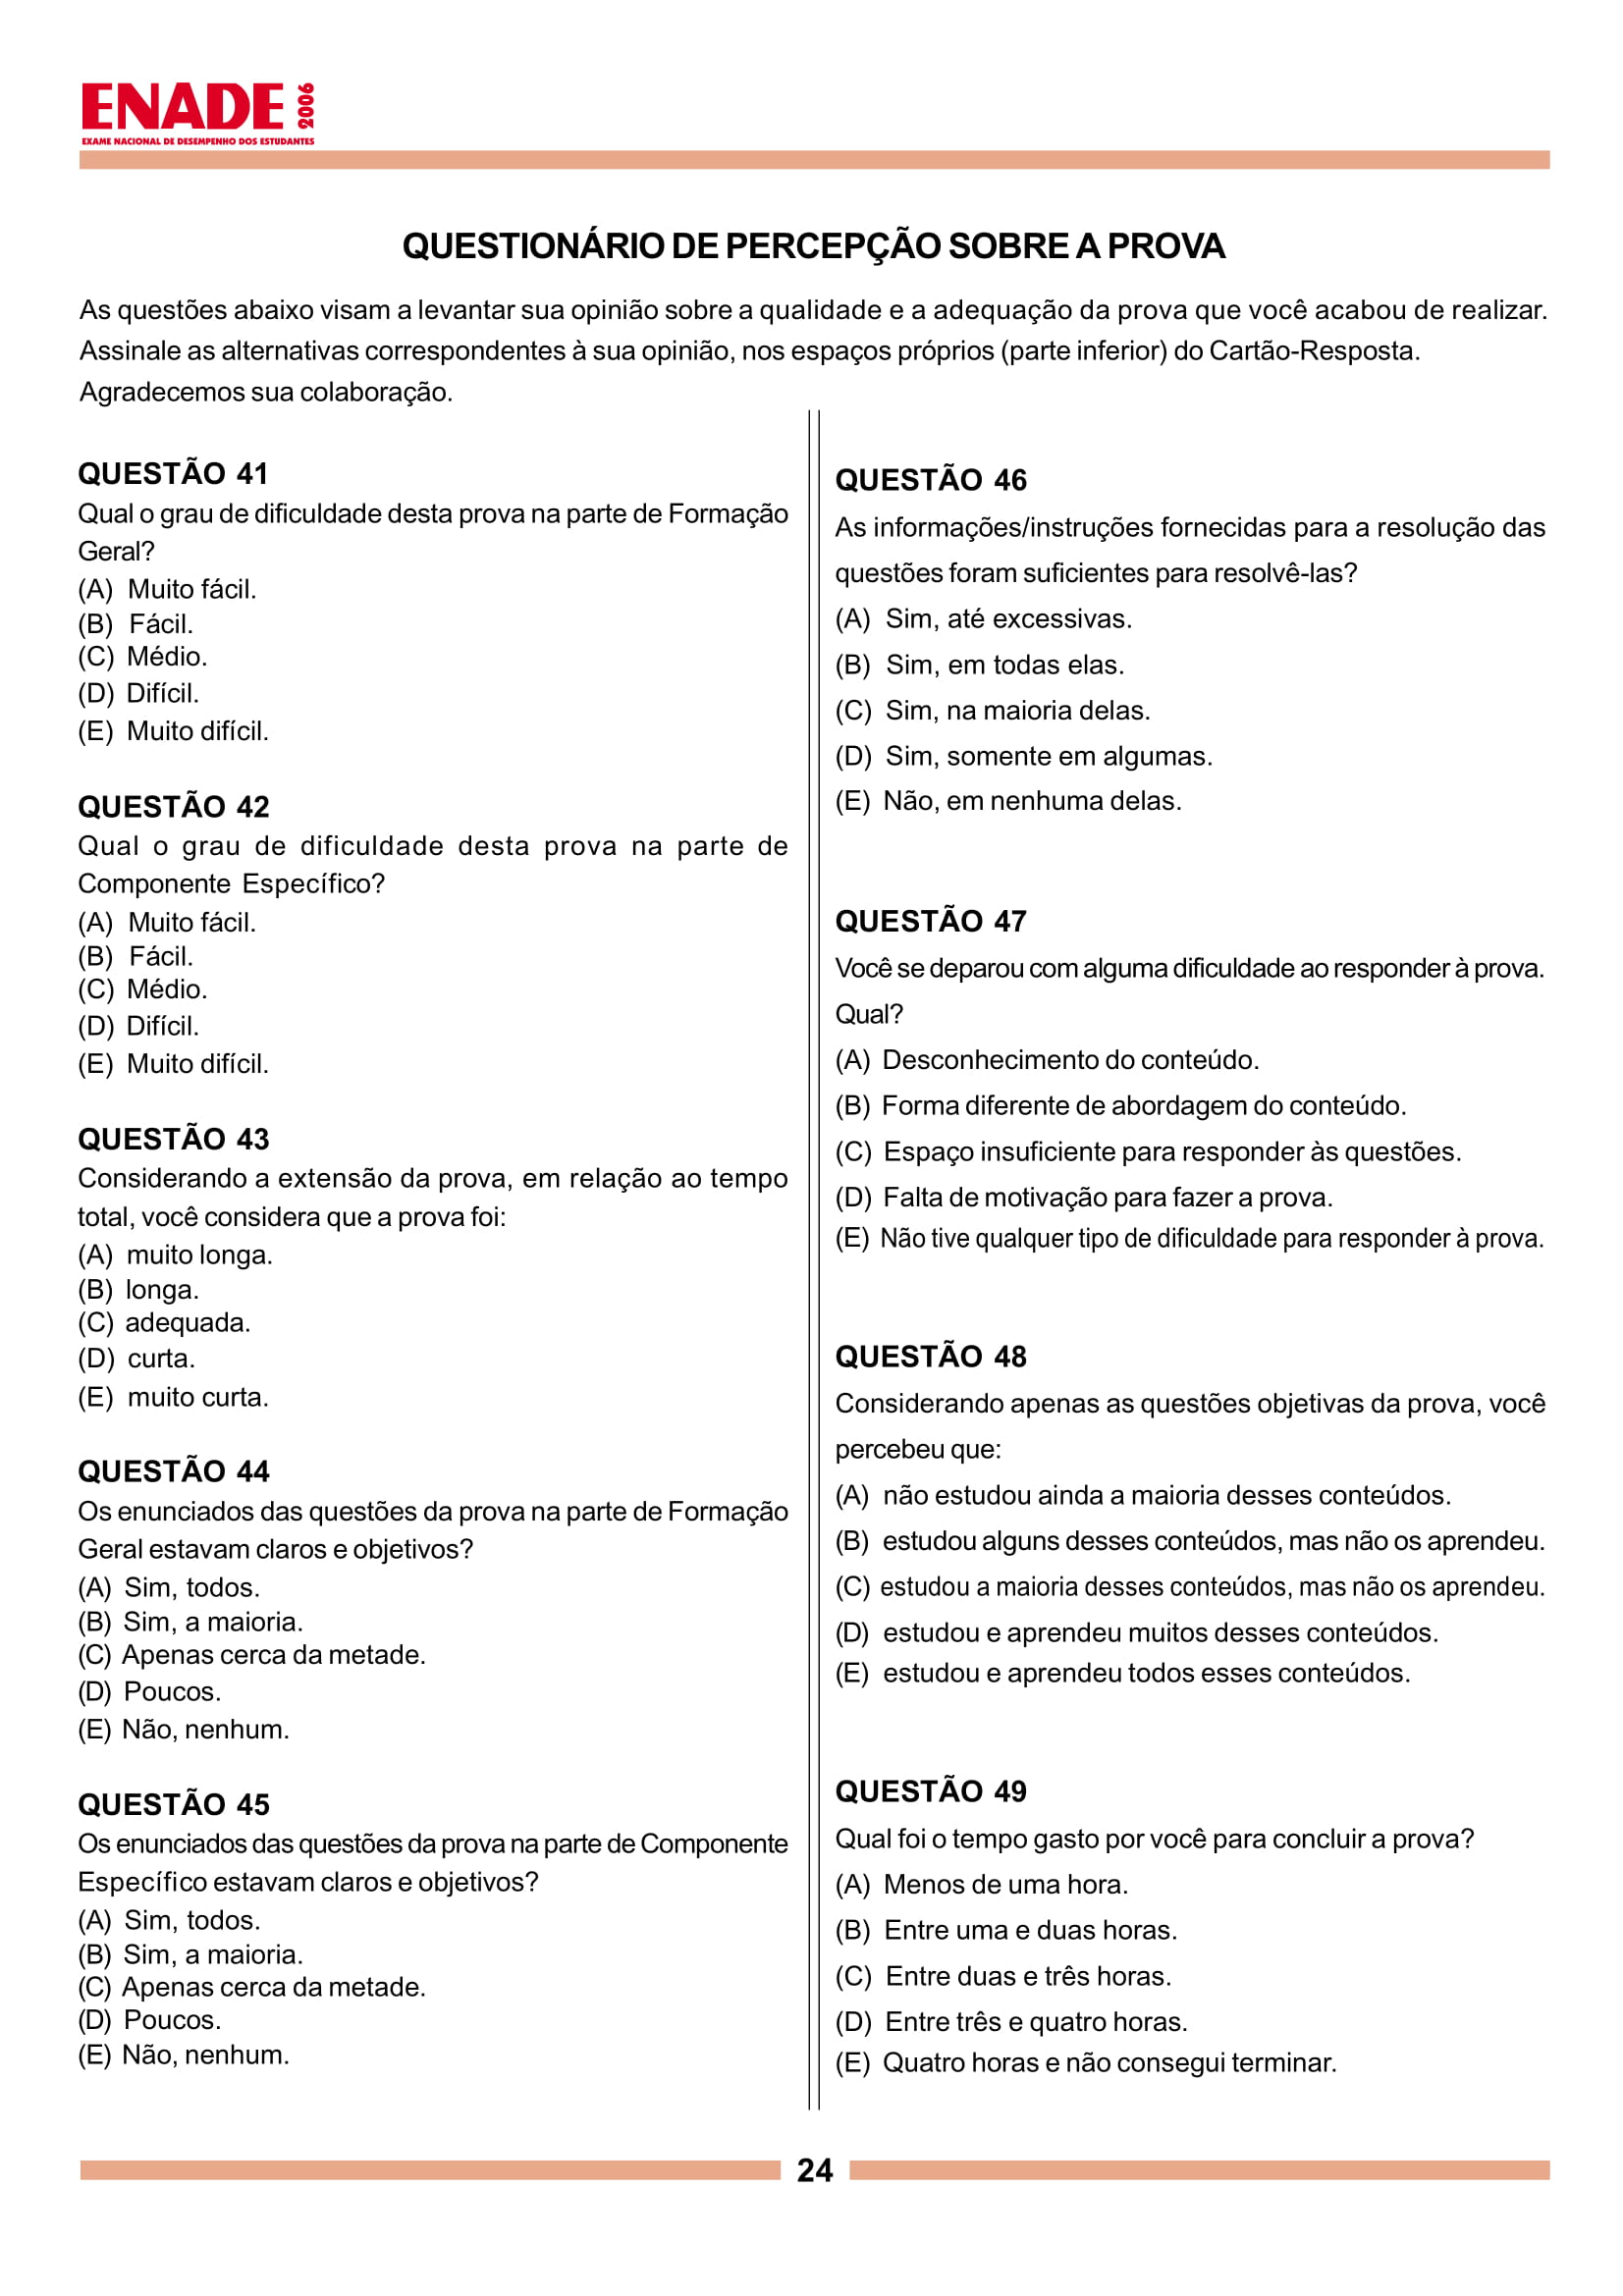 ENADE 2006
EXAME NACIONAL DE DESEMPENHO DOS ESTUDANTES
QUESTIONÁRIO DE PERCEPÇÃO SOBRE A PROVA
As questões abaixo visam a levantar sua opinião sobre a qualidade e a adequação da prova que você acabou de realizar.
Assinale as alternativas correspondentes à sua opinião, nos espaços próprios (parte inferior) do Cartão-Resposta.
Agradecemos sua colaboração.
QUESTÃO 41
Qual o grau de dificuldade desta prova na parte de Formação
Geral?
(A) Muito fácil.
(B) Fácil.
(C) Médio.
(D) Difícil.
(E) Muito difícil.
QUESTÃO 42
Qual o grau de dificuldade desta prova na parte de
Componente Específico?
(A) Muito fácil.
(B) Fácil.
(C) Médio.
(D) Difícil.
(E) Muito difícil.
QUESTÃO 43
Considerando a extensão da prova, em relação ao tempo
total, você considera que a prova foi:
(A) muito longa.
(B) longa.
(C) adequada.
(D) curta.
(E) muito curta.
QUESTÃO 44
Os enunciados das questões da prova na parte de Formação
Geral estavam claros e objetivos?
(A) Sim, todos.
(B) Sim, a maioria.
(C) Apenas cerca da metade.
(D) Poucos.
(E) Não, nenhum.
QUESTÃO 45
Os enunciados das questões da prova na parte de Componente
Específico estavam claros e objetivos?
(A) Sim, todos.
(B) Sim, a maioria.
(C) Apenas cerca da metade.
(D) Poucos.
(E) Não, nenhum.
QUESTÃO 46
As informações/instruções fornecidas para a resolução das
questões foram suficientes para resolvê-las?
(A) Sim, até excessivas.
(B) Sim, em todas elas.
(C) Sim, na maioria delas.
(D) Sim, somente em algumas.
(E) Não, em nenhuma delas.
QUESTÃO 47
Você se deparou com alguma dificuldade ao responder à prova.
Qual?
(A) Desconhecimento do conteúdo.
(B) Forma diferente de abordagem do conteúdo.
(C) Espaço insuficiente para responder às questões.
(D) Falta de motivação para fazer a prova.
(E) Não tive qualquer tipo de dificuldade para responder à prova.
QUESTÃO 48
Considerando apenas as questões objetivas da prova, você
percebeu que:
(A) não estudou ainda a maioria desses conteúdos.
(B) estudou alguns desses conteúdos, mas não os aprendeu.
(C) estudou a maioria desses conteúdos, mas não os aprendeu.
(D) estudou e aprendeu muitos desses conteúdos.
(E) estudou e aprendeu todos esses conteúdos.
QUESTÃO 49
Qual foi o tempo gasto por você para concluir a prova?
(A) Menos de uma hora.
(B) Entre uma e duas horas.
(C) Entre duas e três horas.
(D) Entre três e quatro horas.
(E) Quatro horas e não consegui terminar.
24